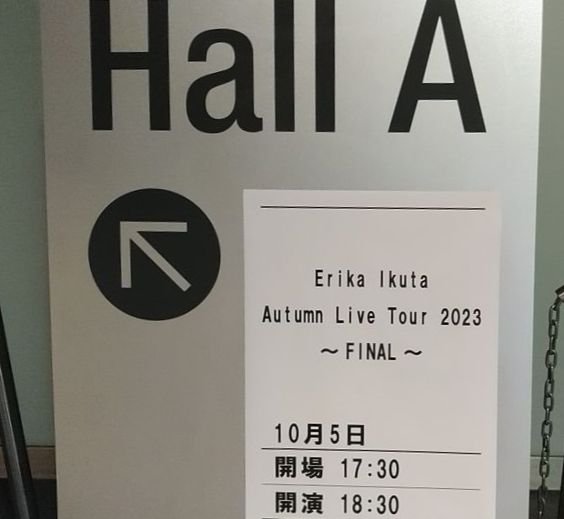 Hall A
Erika Ikuta
Autumn Live Tour 2023
～ FINAL ～
10月5日
開場 17:30
開演 18:30